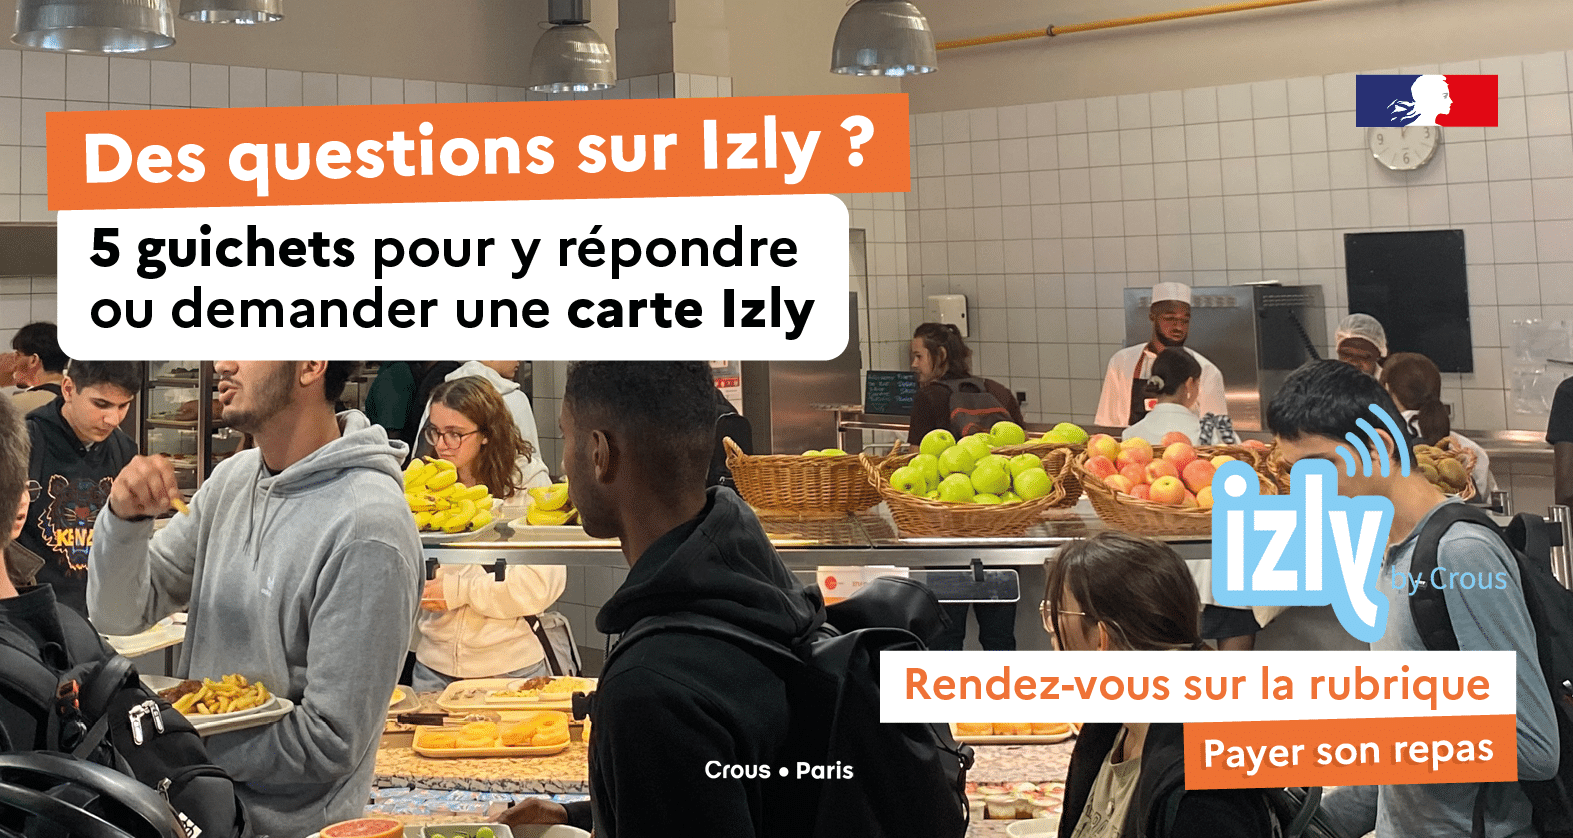 Des questions sur Izly ?
5 guichets pour y répondre
ou demander une carte Izly
izly
by Crous
Rendez-vous sur la rubrique
Payer son repas
Crous • Paris